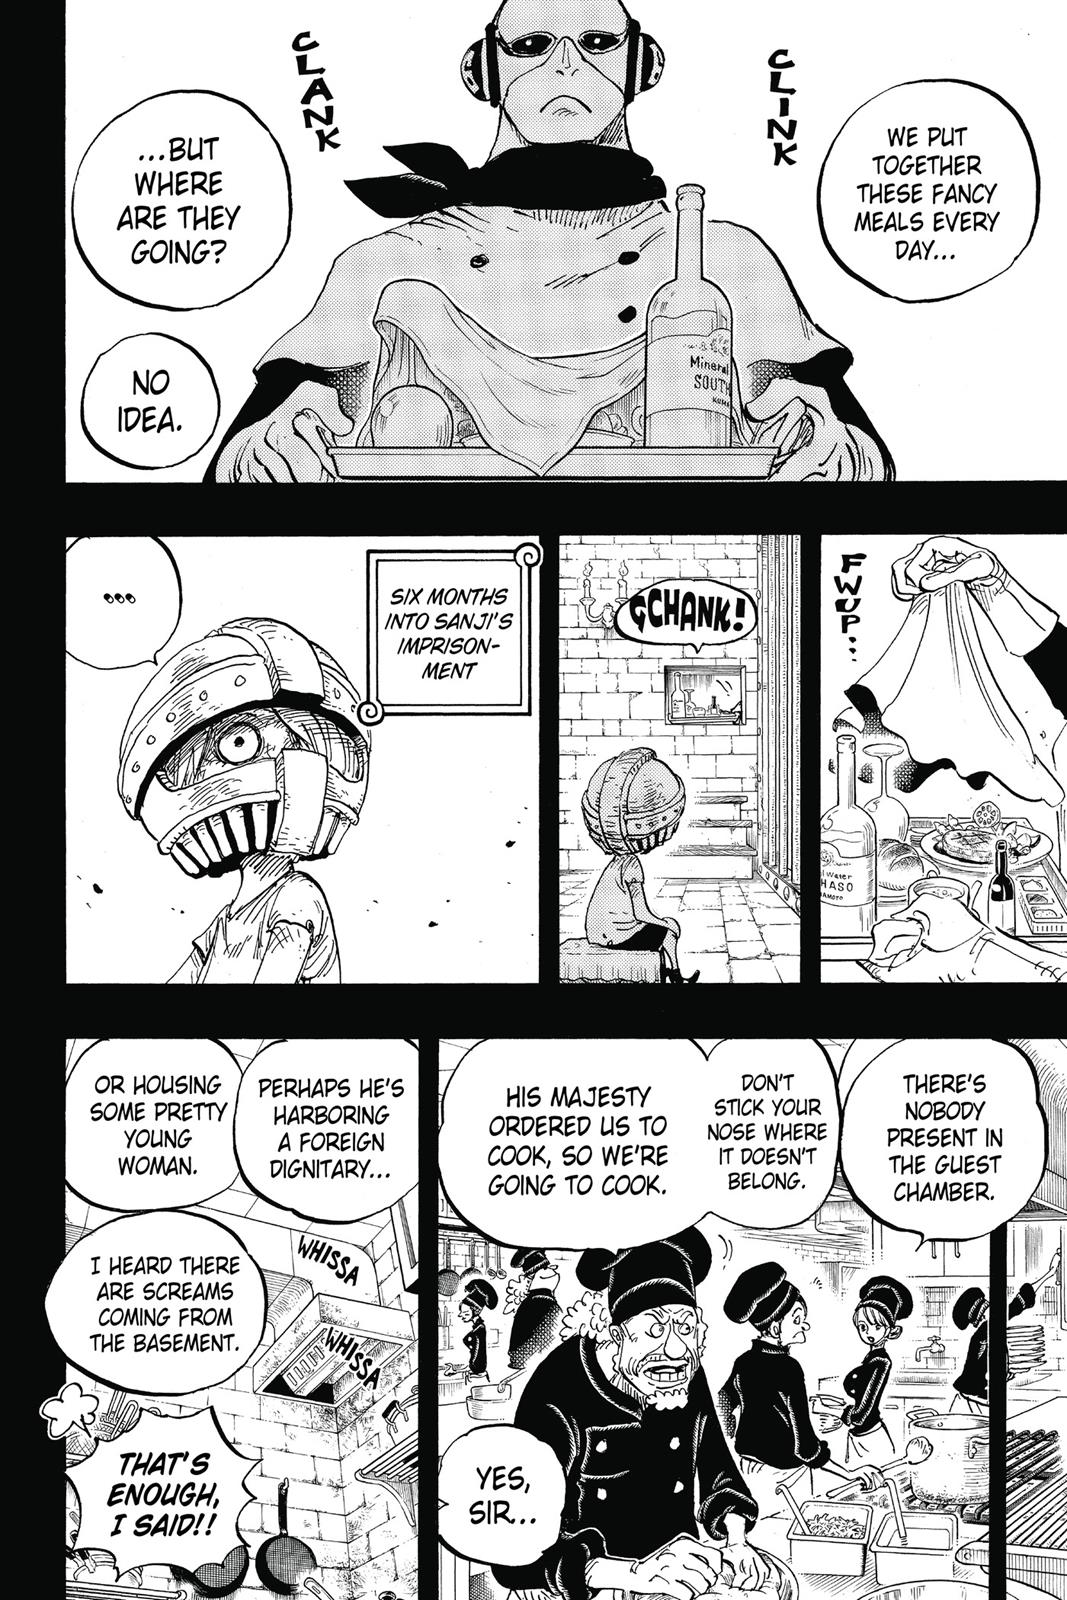 WE PUT
TOGETHER
THESE FANCY
MEALS EVERY
DAY...
CLINK
CLANK
...BUT
WHERE
ARE THEY
GOING?
NO
IDEA.
Mineral
SOUTH
FWUP...
Water
HASO
AMOTO
GCHANK!
SIX MONTHS
INTO SANJI'S
IMPRISON-
MENT
...
THERE'S
NOBODY
PRESENT IN
THE GUEST
CHAMBER.
DON'T
STICK YOUR
NOSE WHERE
IT DOESN'T
BELONG.
HIS MAJESTY
ORDERED US TO
COOK, SO WE'RE
GOING TO COOK.
YES,
SIR...
PERHAPS HE'S
HARBORING
A FOREIGN
DIGNITARY...
OR HOUSING
SOME PRETTY
YOUNG
WOMAN.
WHISSA
WHISSA
I HEARD THERE
ARE SCREAMS
COMING FROM
THE BASEMENT.
THAT'S
ENOUGH,
I SAID!!